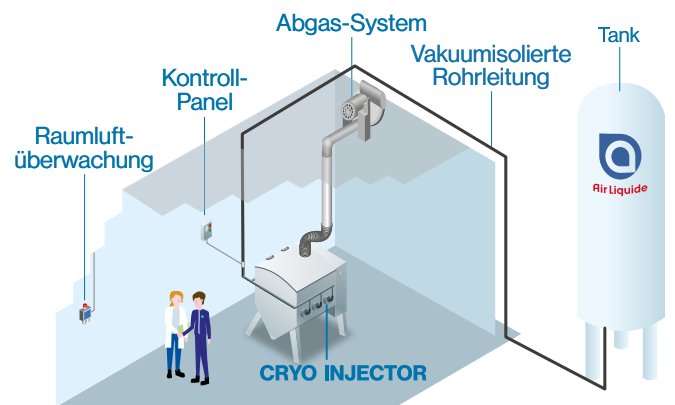 Abgas-System
Tank
Vakuumisolierte
Rohrleitung
Kontroll-
Panel
Raumluft-
überwachung
Air Liquide
CRYO INJECTOR